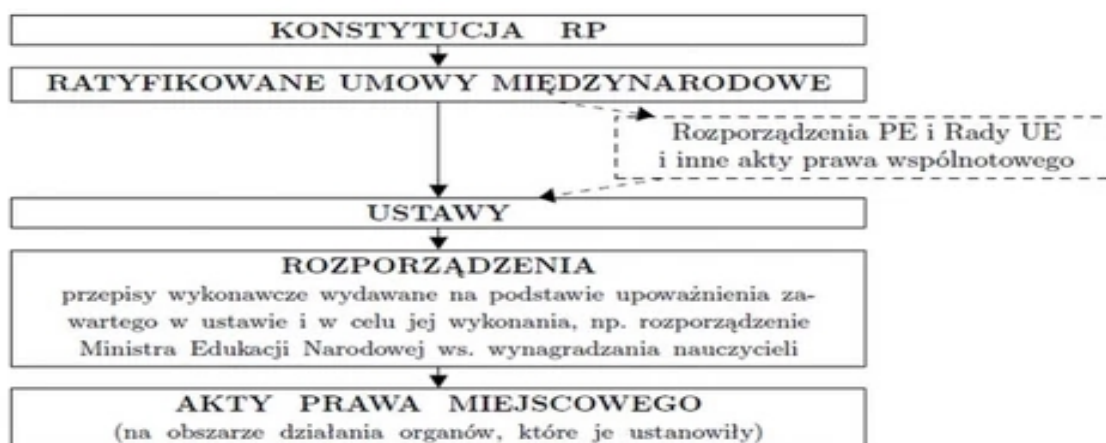 KONSTYTUCJA RP
RATYFIKOWANE UMOWY MIĘDZYNARODOWE
Rozporządzenia PE i Rady UE
i inne akty prawa wspólnotowego
USTAWY
ROZPORZĄDZENIA
przepisy wykonawcze wydawane na podstawie upoważnienia za-
wartego w ustawie i w celu jej wykonania, np. rozporządzenie
Ministra Edukacji Narodowej ws. wynagradzania nauczycieli
AKTY PRAWA MIEJSCOWEGO
(na obszarze działania organów, które je ustanowiły)